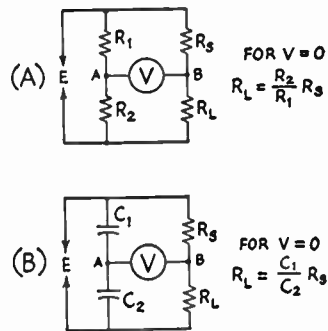 (A)
E
R1
R2
A
V
B
RS
RL
FOR V = 0
RL = R2/R1 RS
(B)
E
C1
C2
A
V
B
RS
RL
FOR V = 0
RL = C1/C2 RS